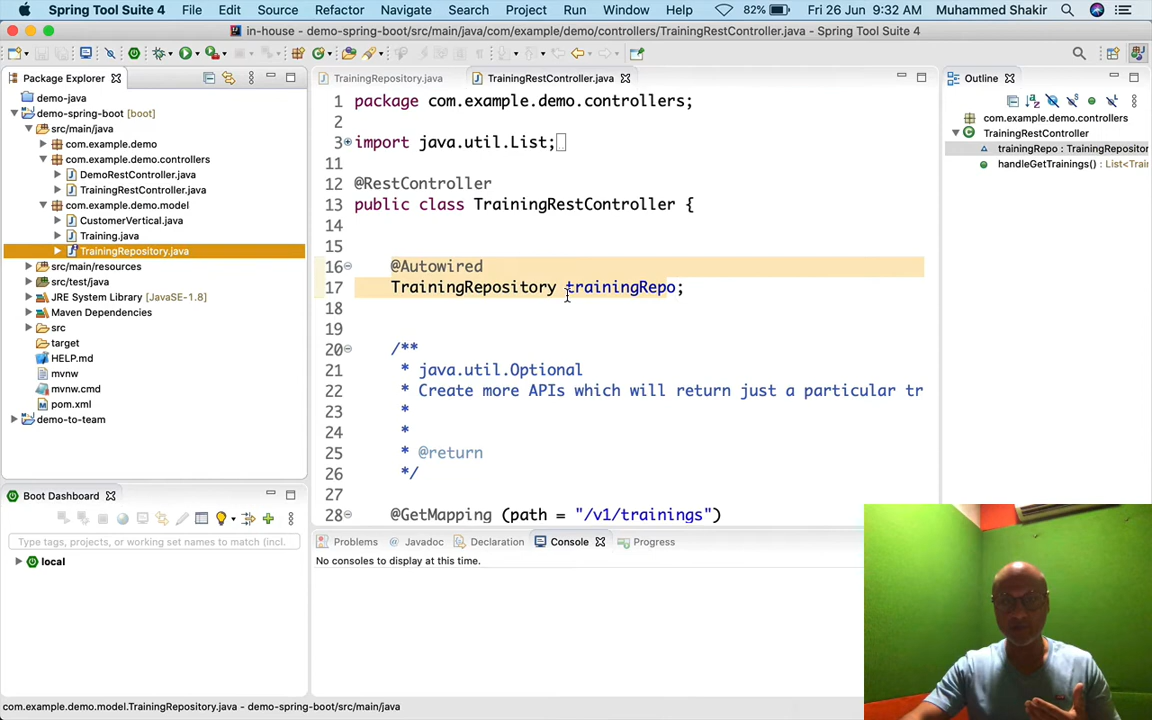 Spring Tool Suite 4 File Edit Source Refactor Navigate Search Project Run Window Help 82% Fri 26 Jun 9:32 AM Muhammed Shakir
in-house - demo-spring-boot/src/main/java/com/example/demo/controllers/TrainingRestController.java - Spring Tool Suite 4
Package Explorer
demo-java
demo-spring-boot [boot]
src/main/java
com.example.demo
com.example.demo.controllers
DemoRestController.java
TrainingRestController.java
com.example.demo.model
CustomerVertical.java
Training.java
TrainingRepository.java
src/main/resources
src/test/java
JRE System Library [JavaSE-1.8]
Maven Dependencies
src
target
HELP.md
mvnw
mvnw.cmd
pom.xml
demo-to-team
Boot Dashboard
Type tags, projects, or working set names to match (incl.
local
TrainingRepository.java TrainingRestController.java
1 package com.example.demo.controllers;
2
3 import java.util.List;
11
12 @RestController
13 public class TrainingRestController {
14
15
16 @Autowired
17 TrainingRepository trainingRepo;
18
19
20 /**
21 * java.util.Optional
22 * Create more APIs which will return just a particular tr
23 *
24 *
25 * @return
26 */
27
28 @GetMapping (path = "/v1/trainings")
Problems @ Javadoc Declaration Console Progress
No consoles to display at this time.
Outline
com.example.demo.controllers
TrainingRestController
trainingRepo : TrainingRepositor
handleGetTrainings() : List<Trai
com.example.demo.model.TrainingRepository.java - demo-spring-boot/src/main/java